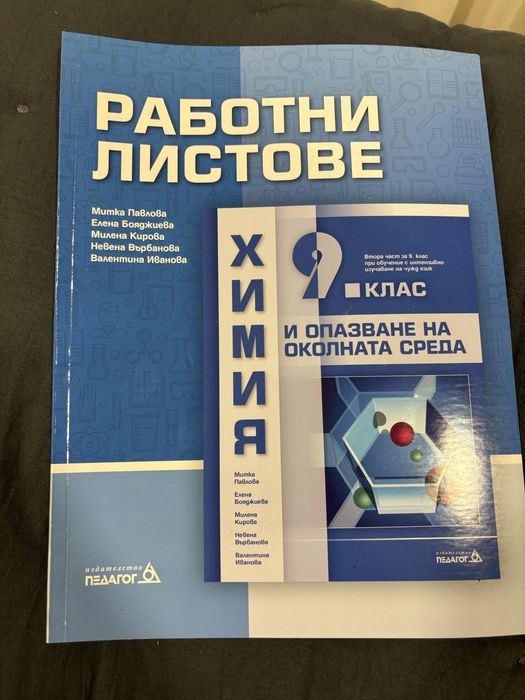 РАБОТНИ
ЛИСТОВЕ
Митка Павлова
Елена Бояджиева
Милена Кирова
Невена Върбанова
Валентина Иванова
ХИМИЯ
9
КЛАС
Втора част за 9. клас
при обучение с интензивно
изучаване на чужд език
И ОПАЗВАНЕ НА
ОКОЛНАТА СРЕДА
Митка
Павлова
Елена
Бояджиева
Милена
Кирова
Невена
Върбанова
Валентина
Иванова
издателство
ПЕДАГОГ 6
издателство
ПЕДАГОГ 6